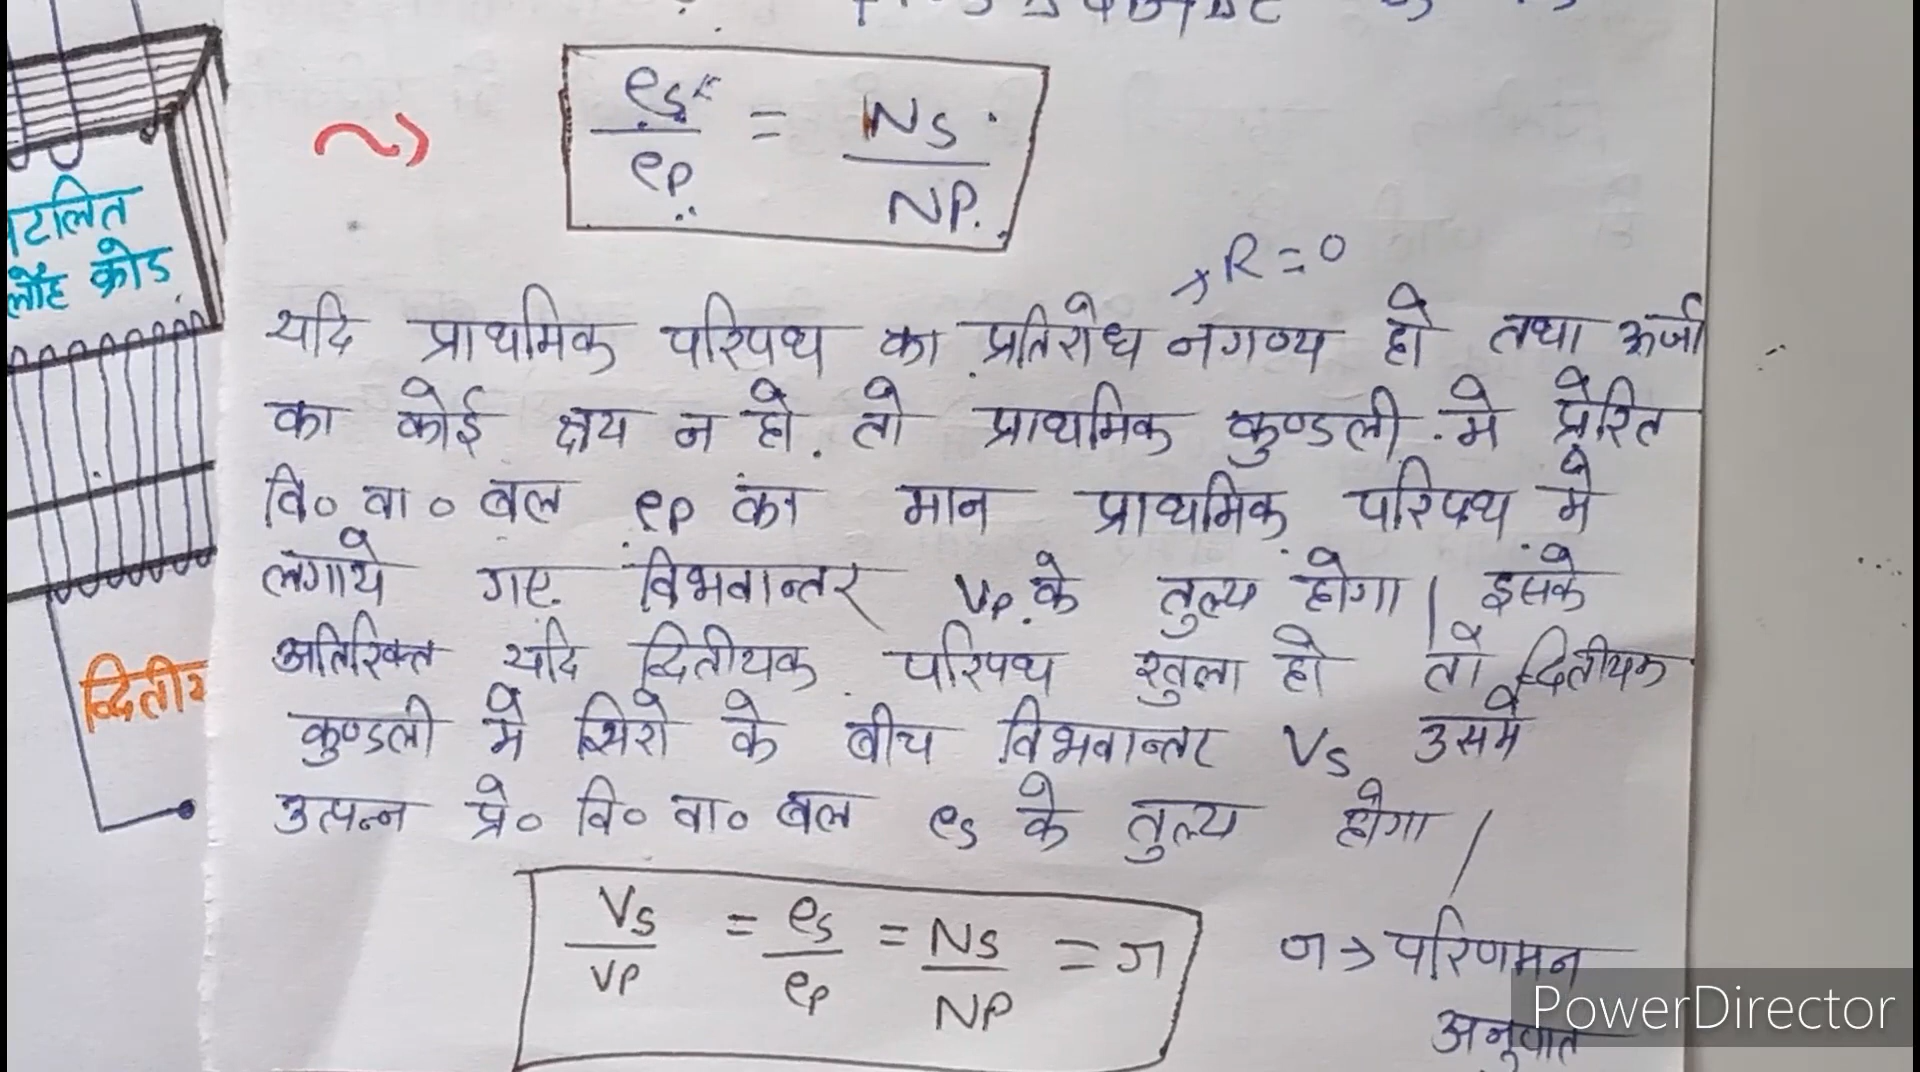 es / ep = Ns / NP
R = 0
यदि प्राथमिक परिपथ का प्रतिरोध नगण्य हो तथा ऊर्जा
का कोई क्षय न हो. तो प्राथमिक कुण्डली मे प्रेरित
वि० वा० बल ep का मान प्राथमिक परिपथ मे
लगाये गए विभवान्तर Vp के तुल्य होगा। इसके
अतिरिक्त यदि द्वितीयक परिपथ खुला हो तो द्वितीयक
कुण्डली मे सिरो के बीच विभवान्तर Vs उसमे
उत्पन्न प्रे० वि० वा० बल es के तुल्य होगा।
Vs / VP = es / ep = Ns / NP = n
n → परिणमन
अनुपात
टलित
लौह क्रोड
द्वितीय
PowerDirector